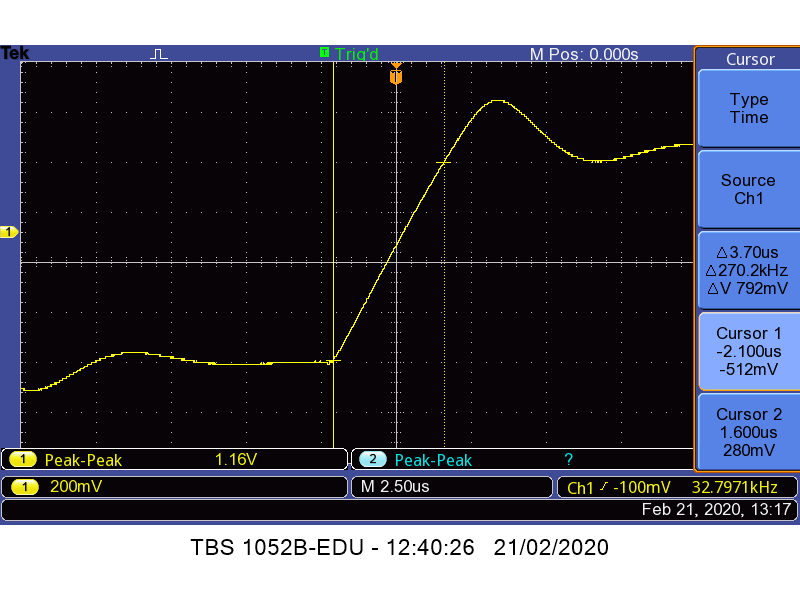 Tek T Trig'd M Pos: 0.000s
T
1
Cursor
Type
Time
Source
Ch1
△3.70us
△270.2kHz
△V 792mV
Cursor 1
-2.100us
-512mV
Cursor 2
1.600us
280mV
1 Peak-Peak 1.16V 2 Peak-Peak ?
1 200mV M 2.50us Ch1 -100mV 32.7971kHz
Feb 21, 2020, 13:17
TBS 1052B-EDU - 12:40:26 21/02/2020